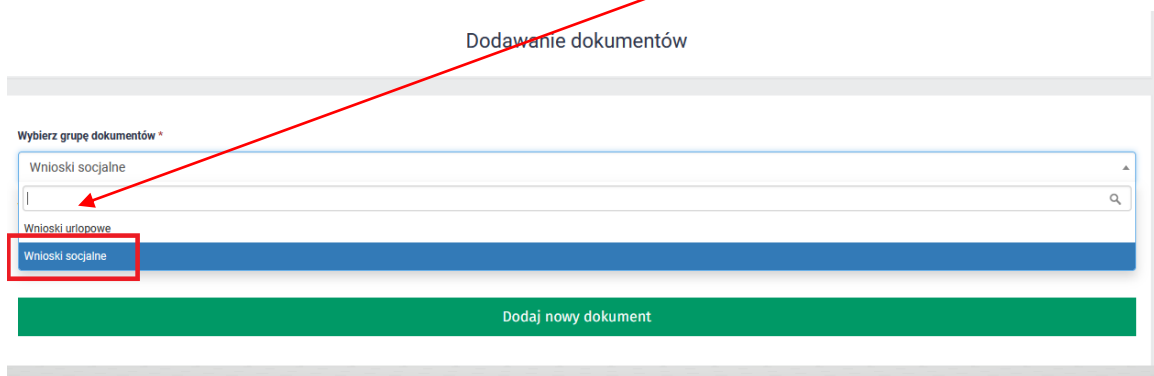 Dodawanie dokumentów
Wybierz grupę dokumentów *
Wnioski socjalne
Wnioski urlopowe
Wnioski socjalne
Dodaj nowy dokument